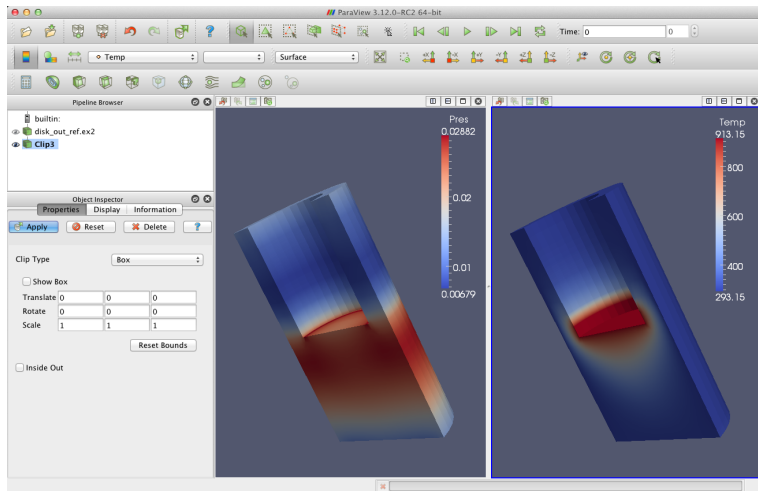 ParaView 3.12.0-RC2 64-bit
Time: 0 0
Temp
Surface
Pipeline Browser
builtin:
disk_out_ref.ex2
Clip3
Object Inspector
Properties Display Information
Apply Reset Delete ?
Clip Type Box
Show Box
Translate 0 0 0
Rotate 0 0 0
Scale 1 1 1
Reset Bounds
Inside Out
Pres
0.02882
0.02
0.01
0.00679
Temp
913.15
800
600
400
293.15